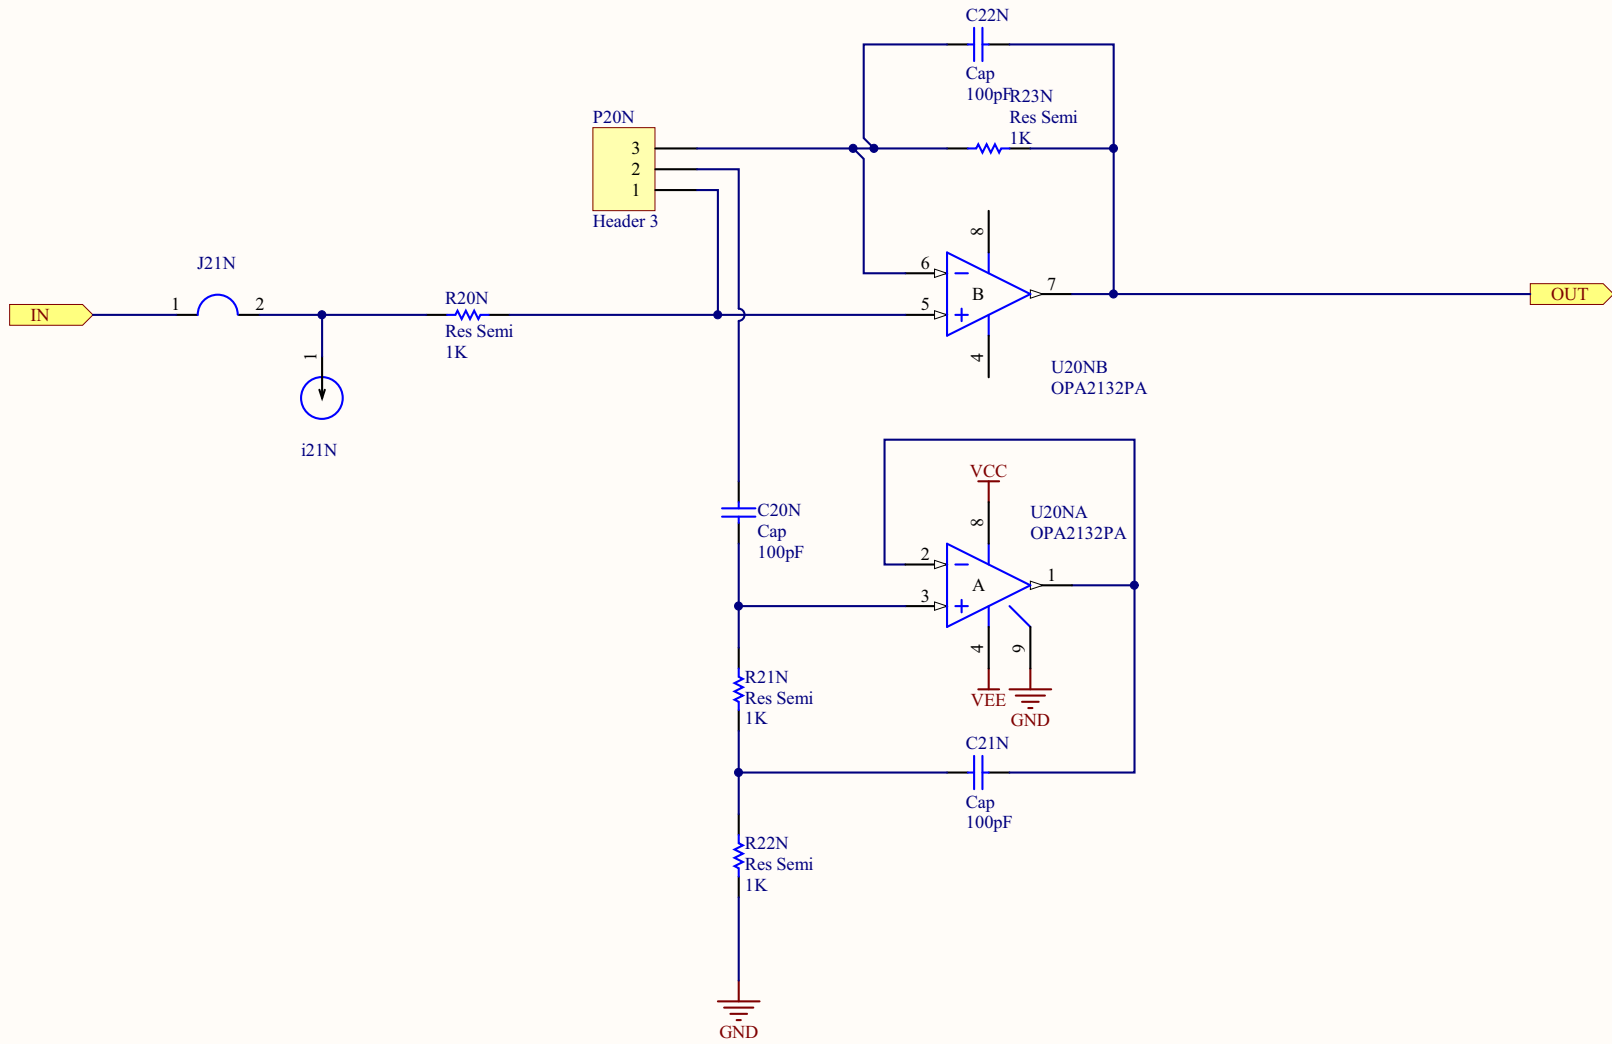 C22N
Cap
100pF
R23N
Res Semi
1K
P20N
3
2
1
Header 3
8
J21N
6
7
B
5
OUT
1
2
IN
R20N
Res Semi
1K
1
4
U20NB
OPA2132PA
i21N
VCC
C20N
Cap
100pF
8
U20NA
OPA2132PA
2
1
A
3
4
9
R21N
Res Semi
1K
VEE
GND
C21N
Cap
100pF
R22N
Res Semi
1K
GND